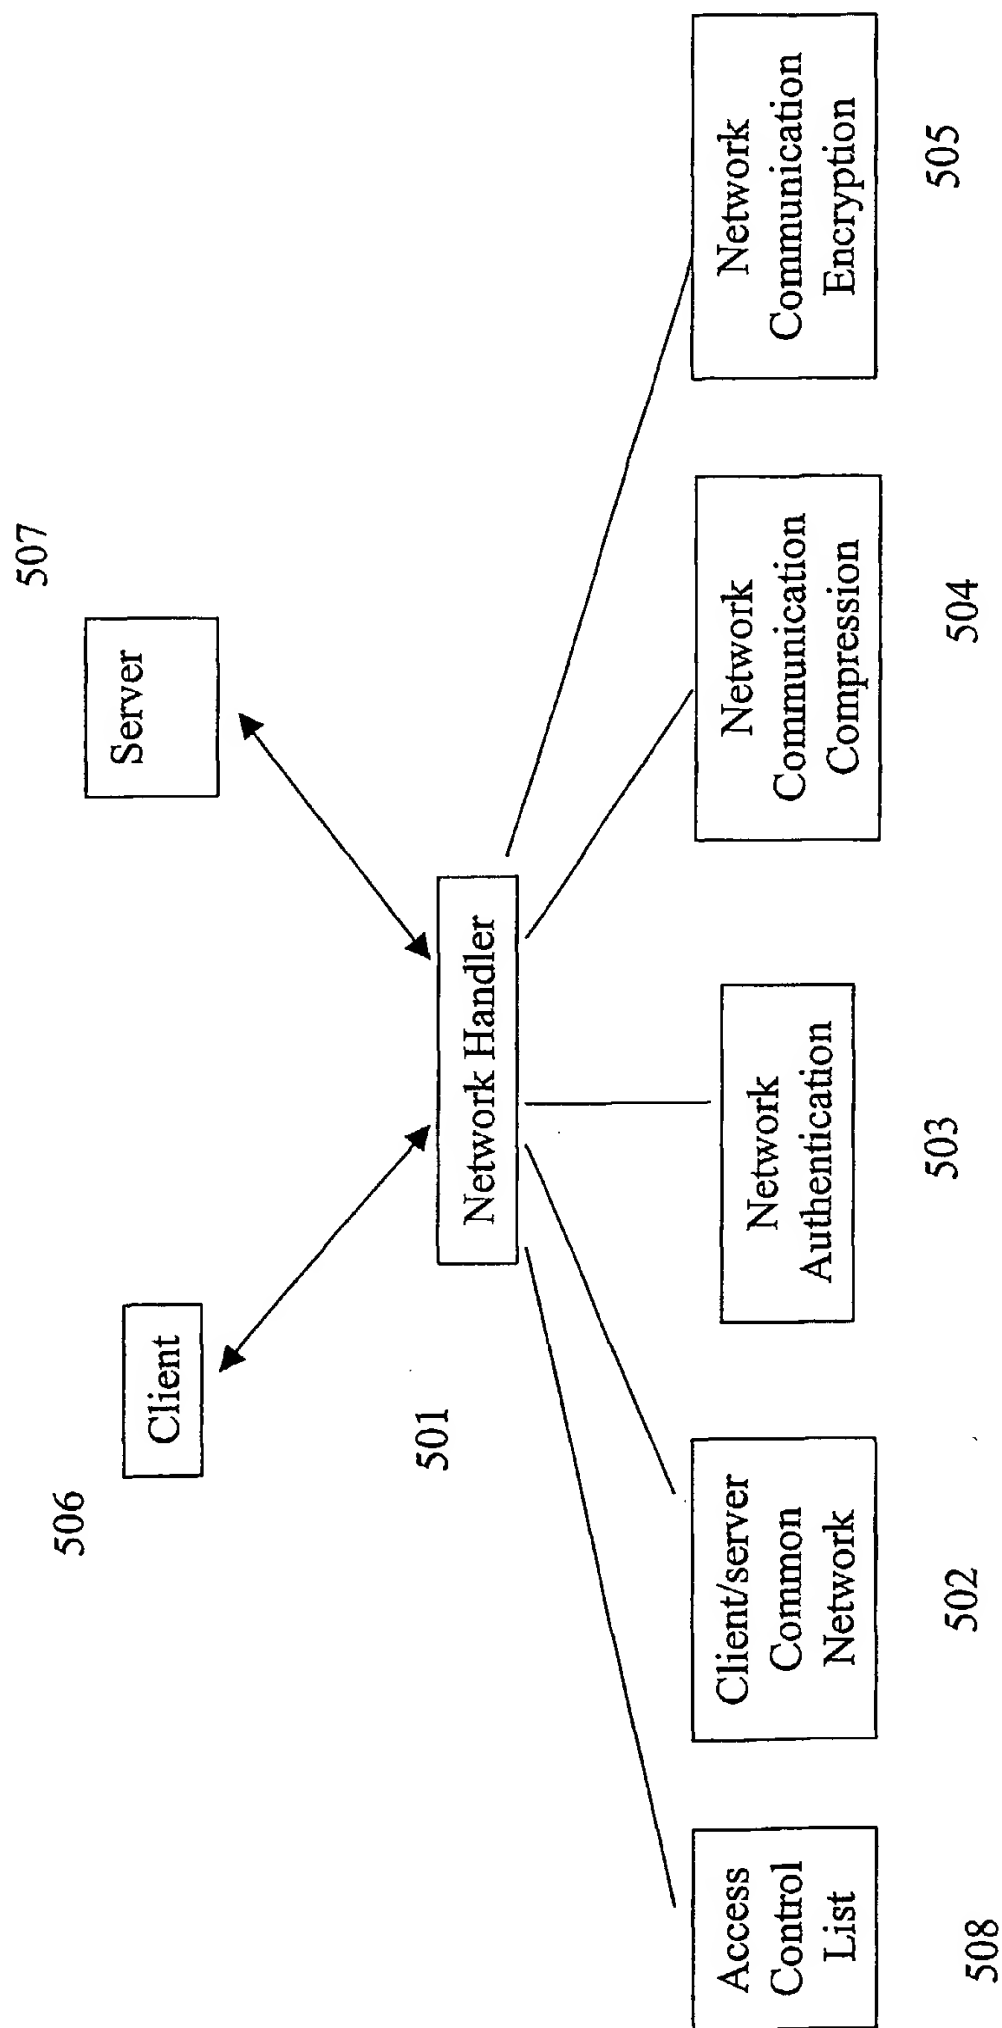 507
506
Server
Client
501
Network Handler
Access
Control
List
Client/server
Common
Network
Network
Authentication
Network
Communication
Compression
Network
Communication
Encryption
508
502
503
504
505